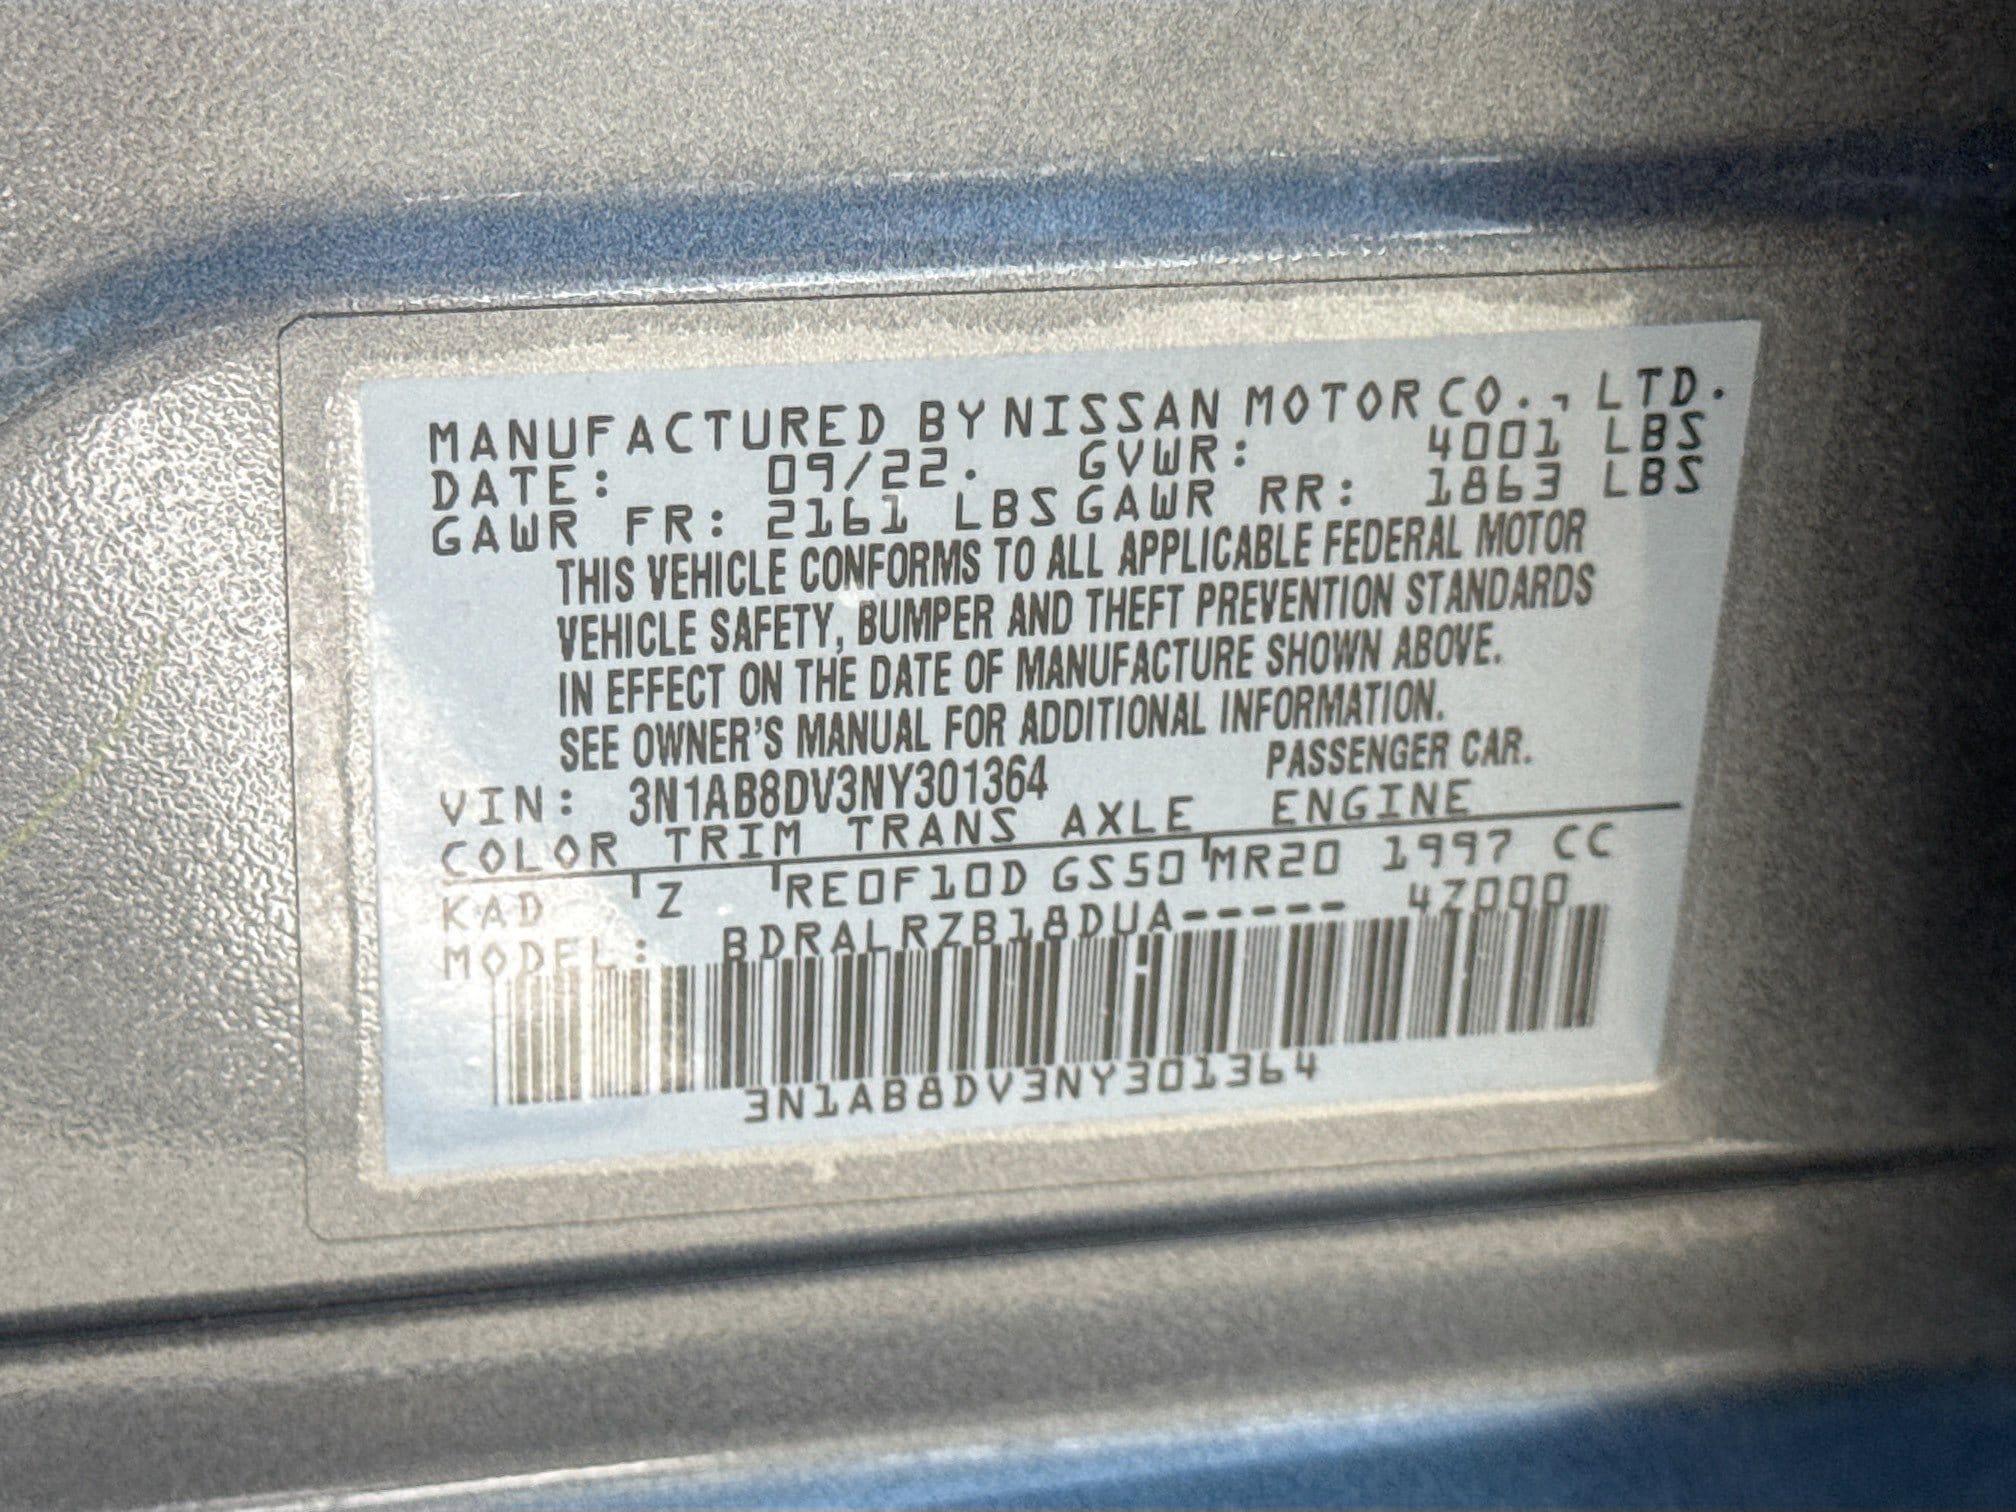 MANUFACTURED BY NISSAN MOTOR CO., LTD.
DATE: 09/22. GVWR: 4001 LBS
GAWR FR: 2161 LBS GAWR RR: 1863 LBS
THIS VEHICLE CONFORMS TO ALL APPLICABLE FEDERAL MOTOR
VEHICLE SAFETY, BUMPER AND THEFT PREVENTION STANDARDS
IN EFFECT ON THE DATE OF MANUFACTURE SHOWN ABOVE.
SEE OWNER'S MANUAL FOR ADDITIONAL INFORMATION.
VIN: 3N1AB8DV3NY301364 PASSENGER CAR.
COLOR TRIM TRANS AXLE ENGINE
KAD Z RE0F10D GS50 MR20 1997 CC
MODEL: BDRALRZB18DUA----- 4Z000
3N1AB8DV3NY301364